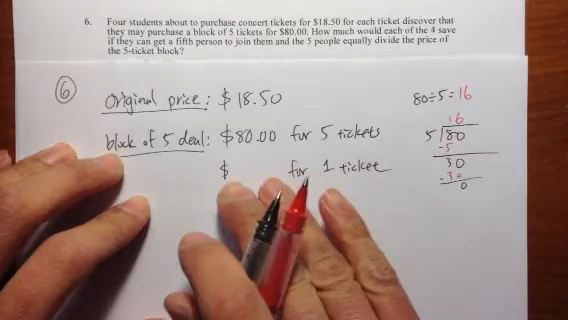 6. Four students about to purchase concert tickets for $18.50 for each ticket discover that
they may purchase a block of 5 tickets for $80.00. How much would each of the 4 save
if they can get a fifth person to join them and the 5 people equally divide the price of
the 5-ticket block?
6
original price: $18.50
block of 5 deal: $80.00 for 5 tickets
$ for 1 ticket
80÷5=16
16
5 80
-5
30
-30
0